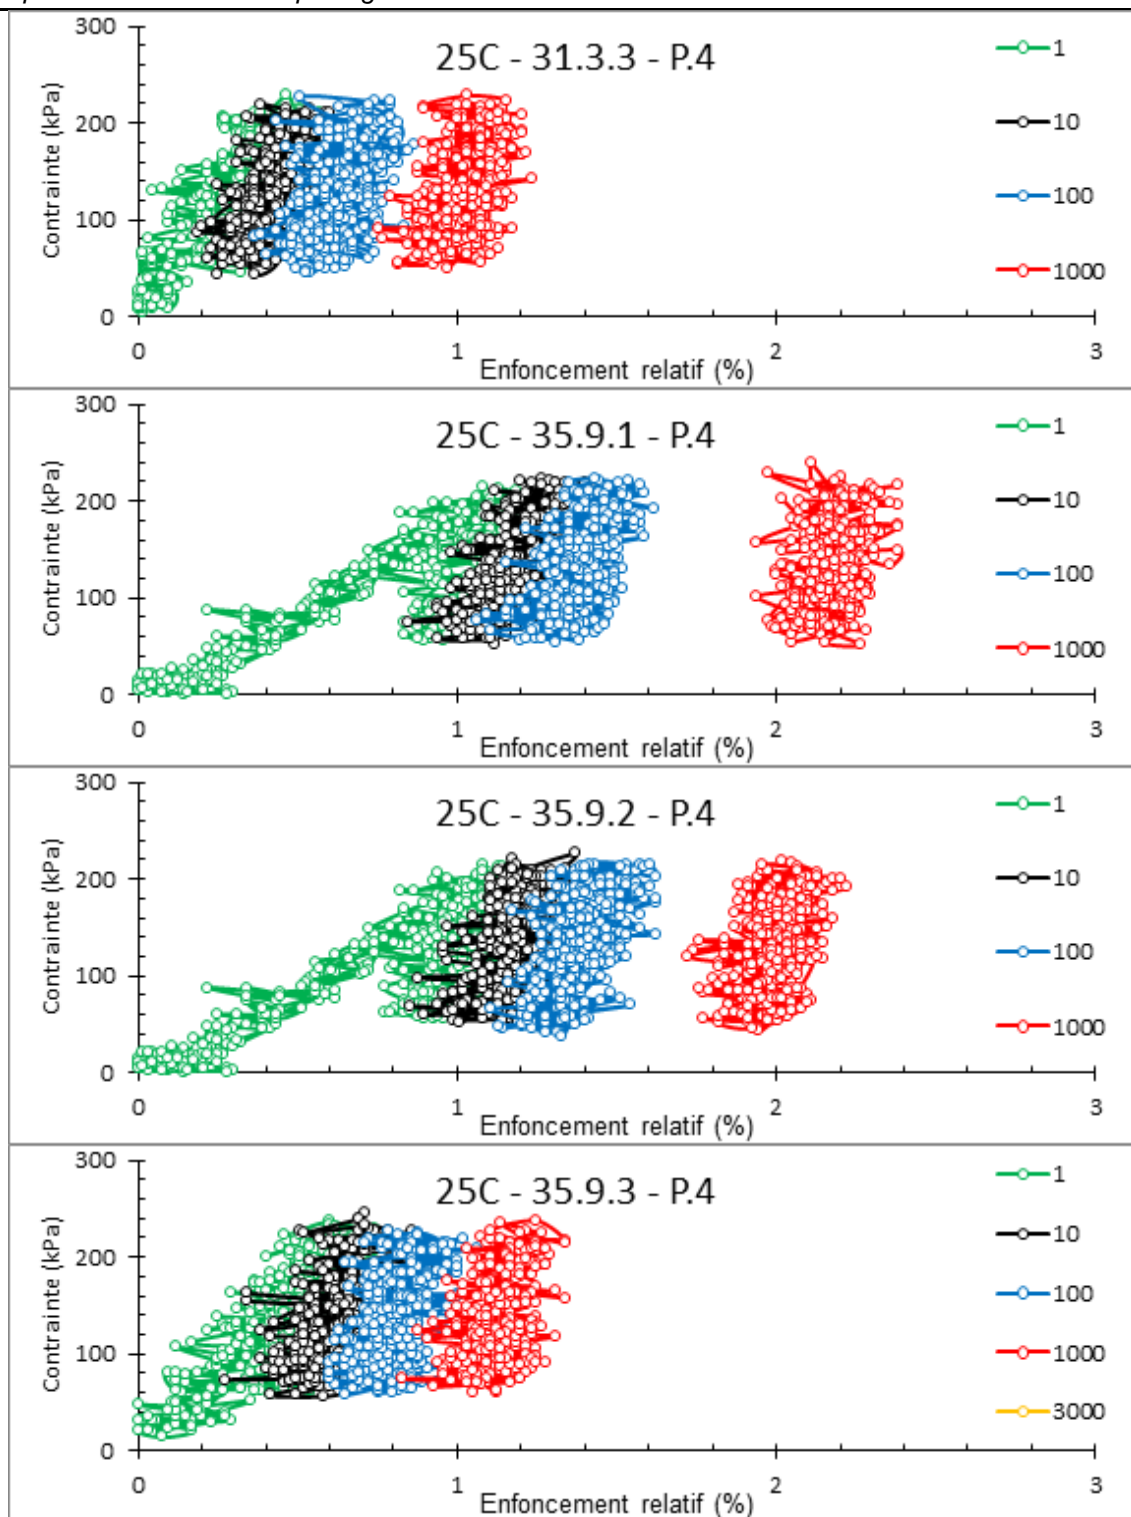 25C - 31.3.3 - P.4
Contrainte (kPa)
300
200
100
0
0 1 2 3
Enfoncement relatif (%)
1
10
100
1000
25C - 35.9.1 - P.4
Contrainte (kPa)
300
200
100
0
0 1 2 3
Enfoncement relatif (%)
1
10
100
1000
25C - 35.9.2 - P.4
Contrainte (kPa)
300
200
100
0
0 1 2 3
Enfoncement relatif (%)
1
10
100
1000
25C - 35.9.3 - P.4
Contrainte (kPa)
300
200
100
0
0 1 2 3
Enfoncement relatif (%)
1
10
100
1000
3000